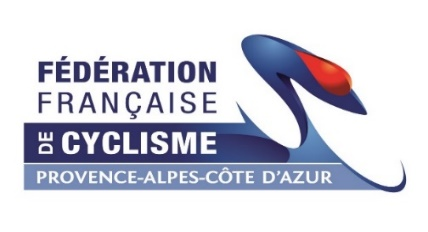 FÉDÉRATION
FRANÇAISE
DE CYCLISME
PROVENCE-ALPES-CÔTE D'AZUR